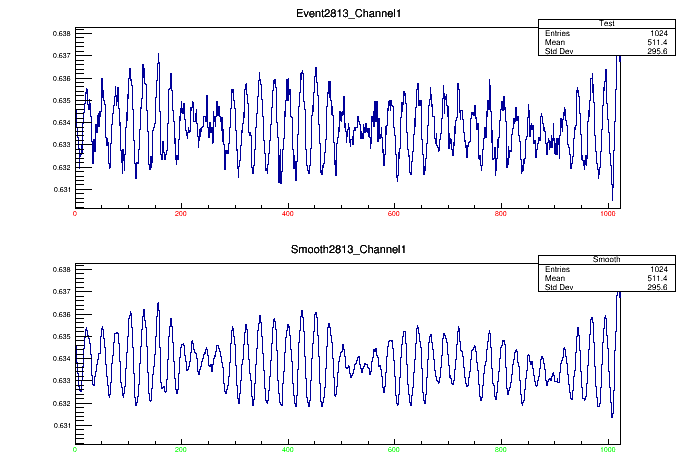 Event2813_Channel1
Test
Entries 1024
Mean 511.4
Std Dev 295.6
0.638
0.637
0.636
0.635
0.634
0.633
0.632
0.631
0 200 400 600 800 1000
Smooth2813_Channel1
Smooth
Entries 1024
Mean 511.4
Std Dev 295.6
0.638
0.637
0.636
0.635
0.634
0.633
0.632
0.631
0 200 400 600 800 1000